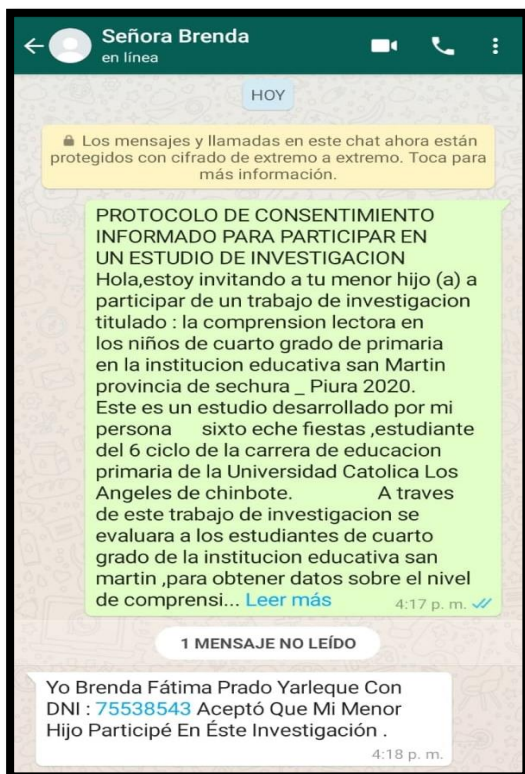 Señora Brenda
en línea
HOY
Los mensajes y llamadas en este chat ahora están
protegidos con cifrado de extremo a extremo. Toca para
más información.
PROTOCOLO DE CONSENTIMIENTO
INFORMADO PARA PARTICIPAR EN
UN ESTUDIO DE INVESTIGACION
Hola,estoy invitando a tu menor hijo (a) a
participar de un trabajo de investigacion
titulado : la comprension lectora en
los niños de cuarto grado de primaria
en la institucion educativa san Martin
provincia de sechura _ Piura 2020.
Este es un estudio desarrollado por mi
persona sixto eche fiestas ,estudiante
del 6 ciclo de la carrera de educacion
primaria de la Universidad Catolica Los
Angeles de chinbote. A traves
de este trabajo de investigacion se
evaluara a los estudiantes de cuarto
grado de la institucion educativa san
martin ,para obtener datos sobre el nivel
de comprensi... Leer más 4:17 p. m.
1 MENSAJE NO LEÍDO
Yo Brenda Fátima Prado Yarleque Con
DNI : 75538543 Aceptó Que Mi Menor
Hijo Participé En Éste Investigación .
4:18 p. m.